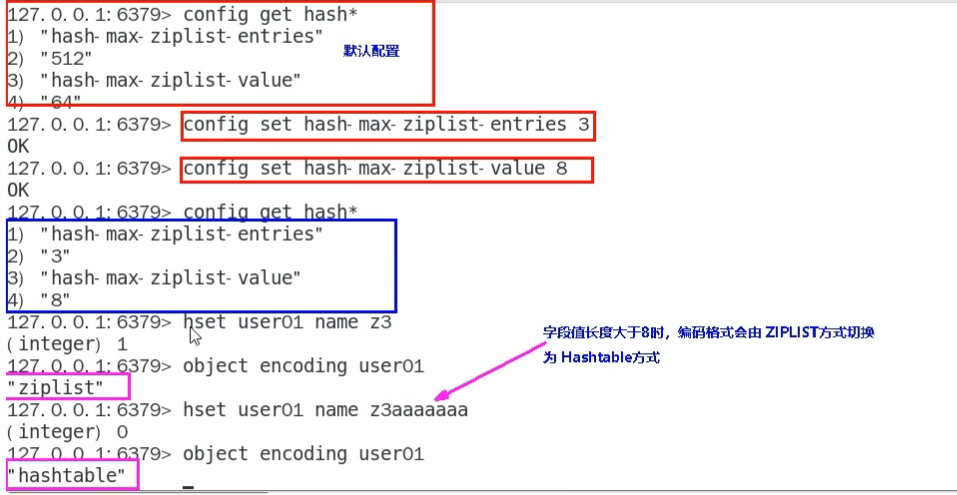 127.0.0.1:6379> config get hash*
1) "hash-max-ziplist-entries"
2) "512"
默认配置
3) "hash-max-ziplist-value"
4) "64"
127.0.0.1:6379> config set hash-max-ziplist-entries 3
OK
127.0.0.1:6379> config set hash-max-ziplist-value 8
OK
127.0.0.1:6379> config get hash*
1) "hash-max-ziplist-entries"
2) "3"
3) "hash-max-ziplist-value"
4) "8"
127.0.0.1:6379> hset user01 name z3
(integer) 1
字段值长度大于8时，编码格式会由 ZIPLIST方式切换
为 Hashtable方式
127.0.0.1:6379> object encoding user01
"ziplist"
127.0.0.1:6379> hset user01 name z3aaaaaaa
(integer) 0
127.0.0.1:6379> object encoding user01
"hashtable"